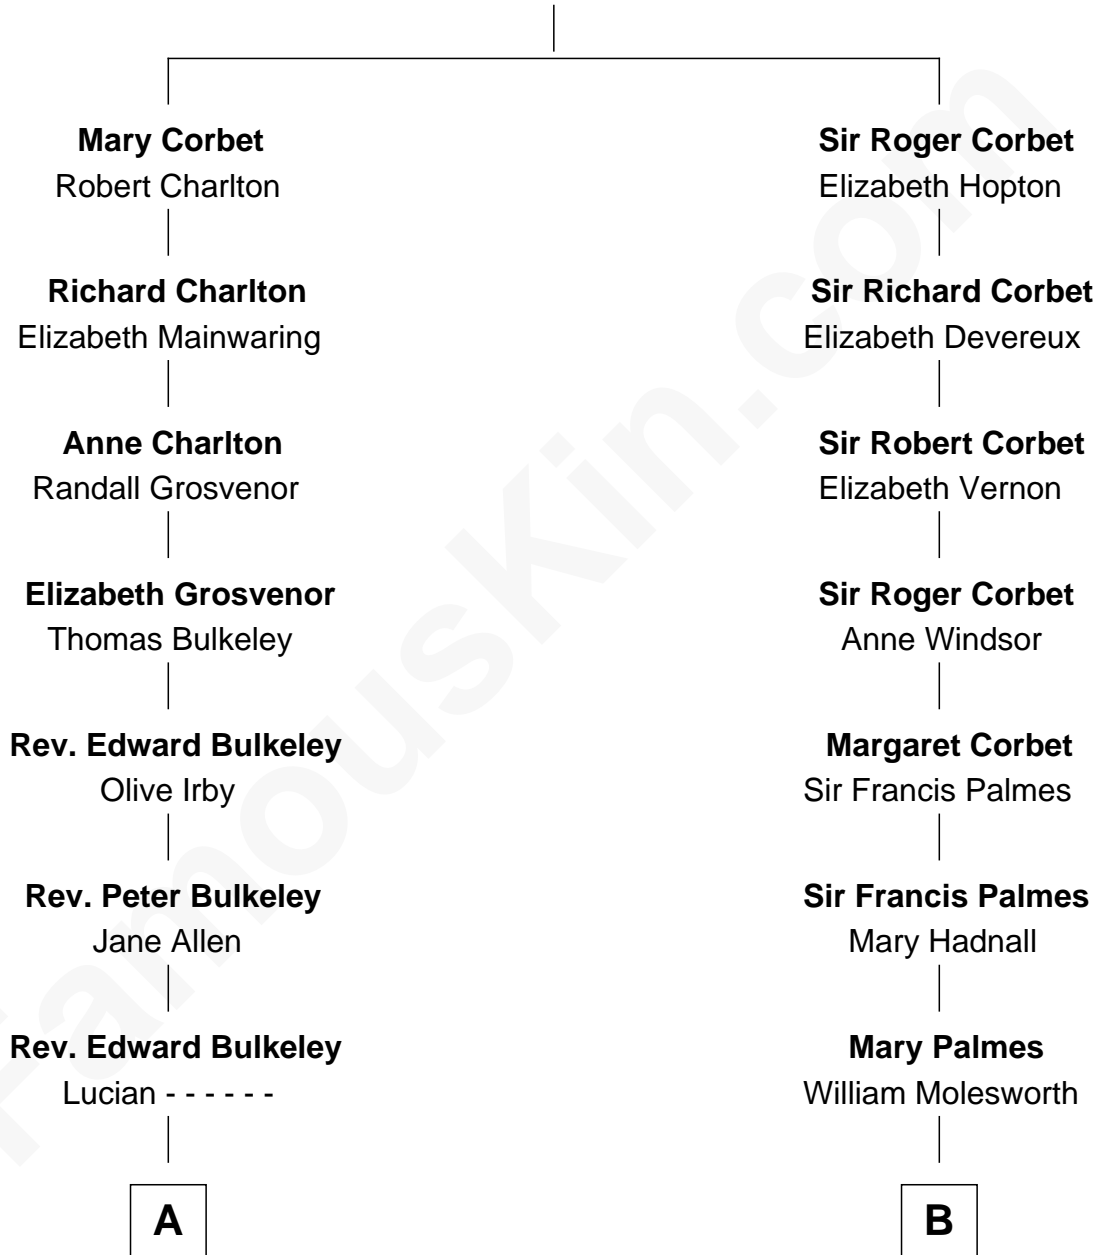 Mary Corbet
Robert Charlton
Richard Charlton
Elizabeth Mainwaring
Anne Charlton
Randall Grosvenor
Elizabeth Grosvenor
Thomas Bulkeley
Rev. Edward Bulkeley
Olive Irby
Rev. Peter Bulkeley
Jane Allen
Rev. Edward Bulkeley
Lucian - - - - - -
A
Sir Roger Corbet
Elizabeth Hopton
Sir Richard Corbet
Elizabeth Devereux
Sir Robert Corbet
Elizabeth Vernon
Sir Roger Corbet
Anne Windsor
Margaret Corbet
Sir Francis Palmes
Sir Francis Palmes
Mary Hadnall
Mary Palmes
William Molesworth
B
FamousKin.com